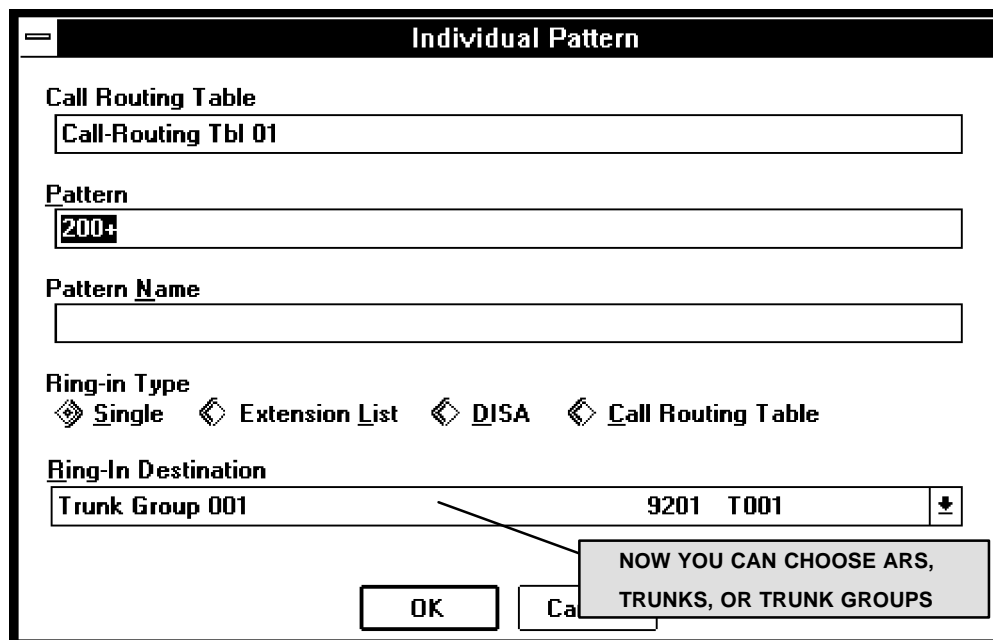 Individual Pattern
Call Routing Table
Call-Routing Tbl 01
Pattern
200+
Pattern Name
Ring-in Type
Single Extension List DISA Call Routing Table
Ring-In Destination
Trunk Group 001 9201 T001
NOW YOU CAN CHOOSE ARS,
TRUNKS, OR TRUNK GROUPS
OK Ca